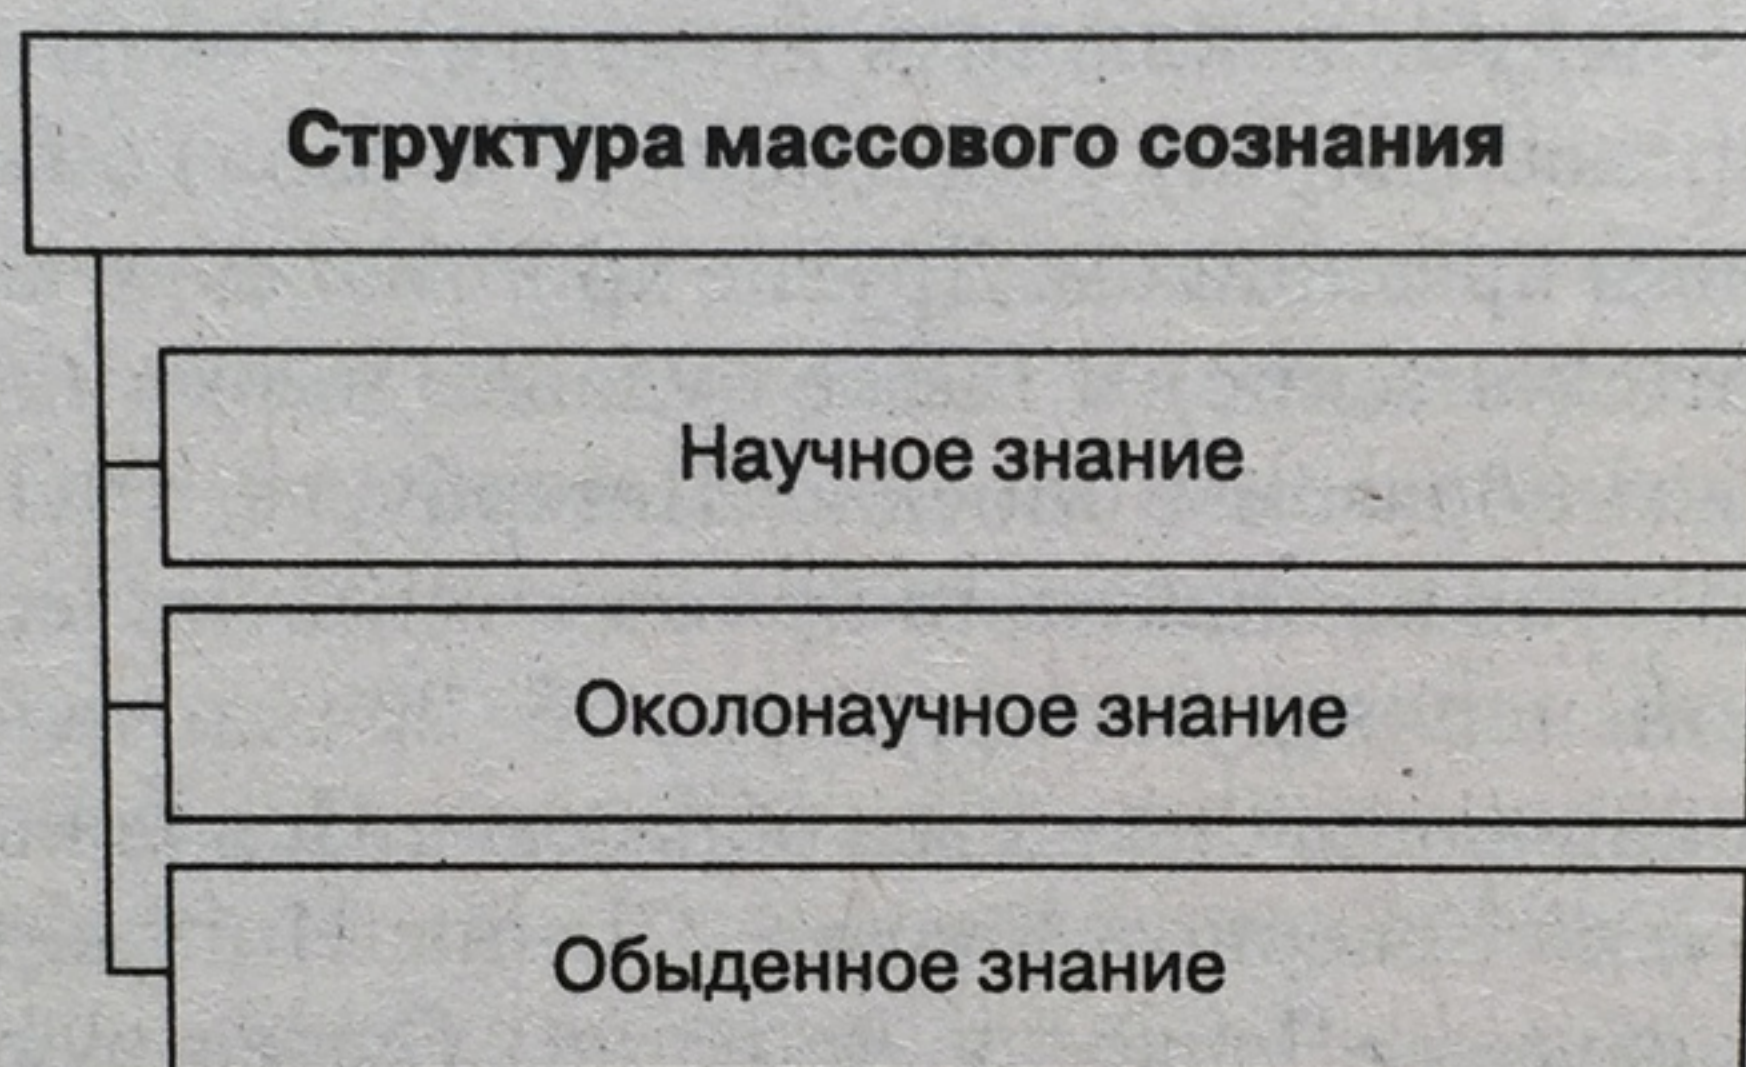 Структура массового сознания
Научное знание
Околонаучное знание
Обыденное знание